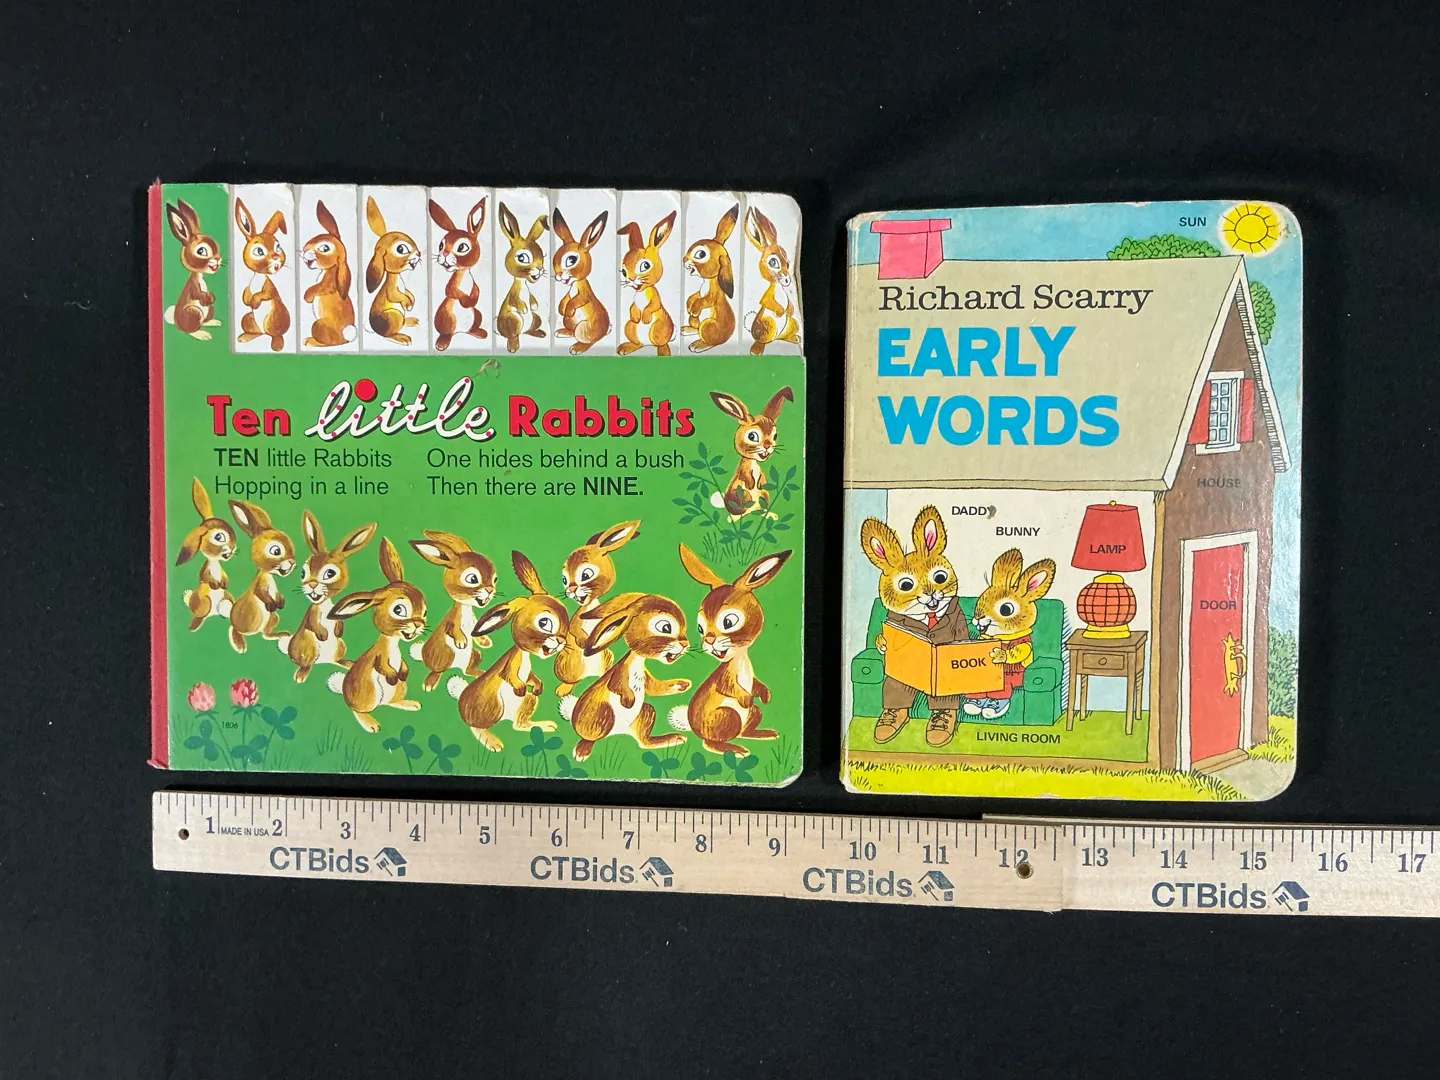 Ten little Rabbits
TEN little Rabbits
Hopping in a line
One hides behind a bush
Then there are NINE.
1806
SUN
Richard Scarry
EARLY
WORDS
HOUSE
DADDY
BUNNY
LAMP
DOOR
BOOK
LIVING ROOM
1 MADE IN USA 2 3 4 5 6 7 8 9 10 11 12 13 14 15 16 17
CTBids CTBids CTBids CTBids